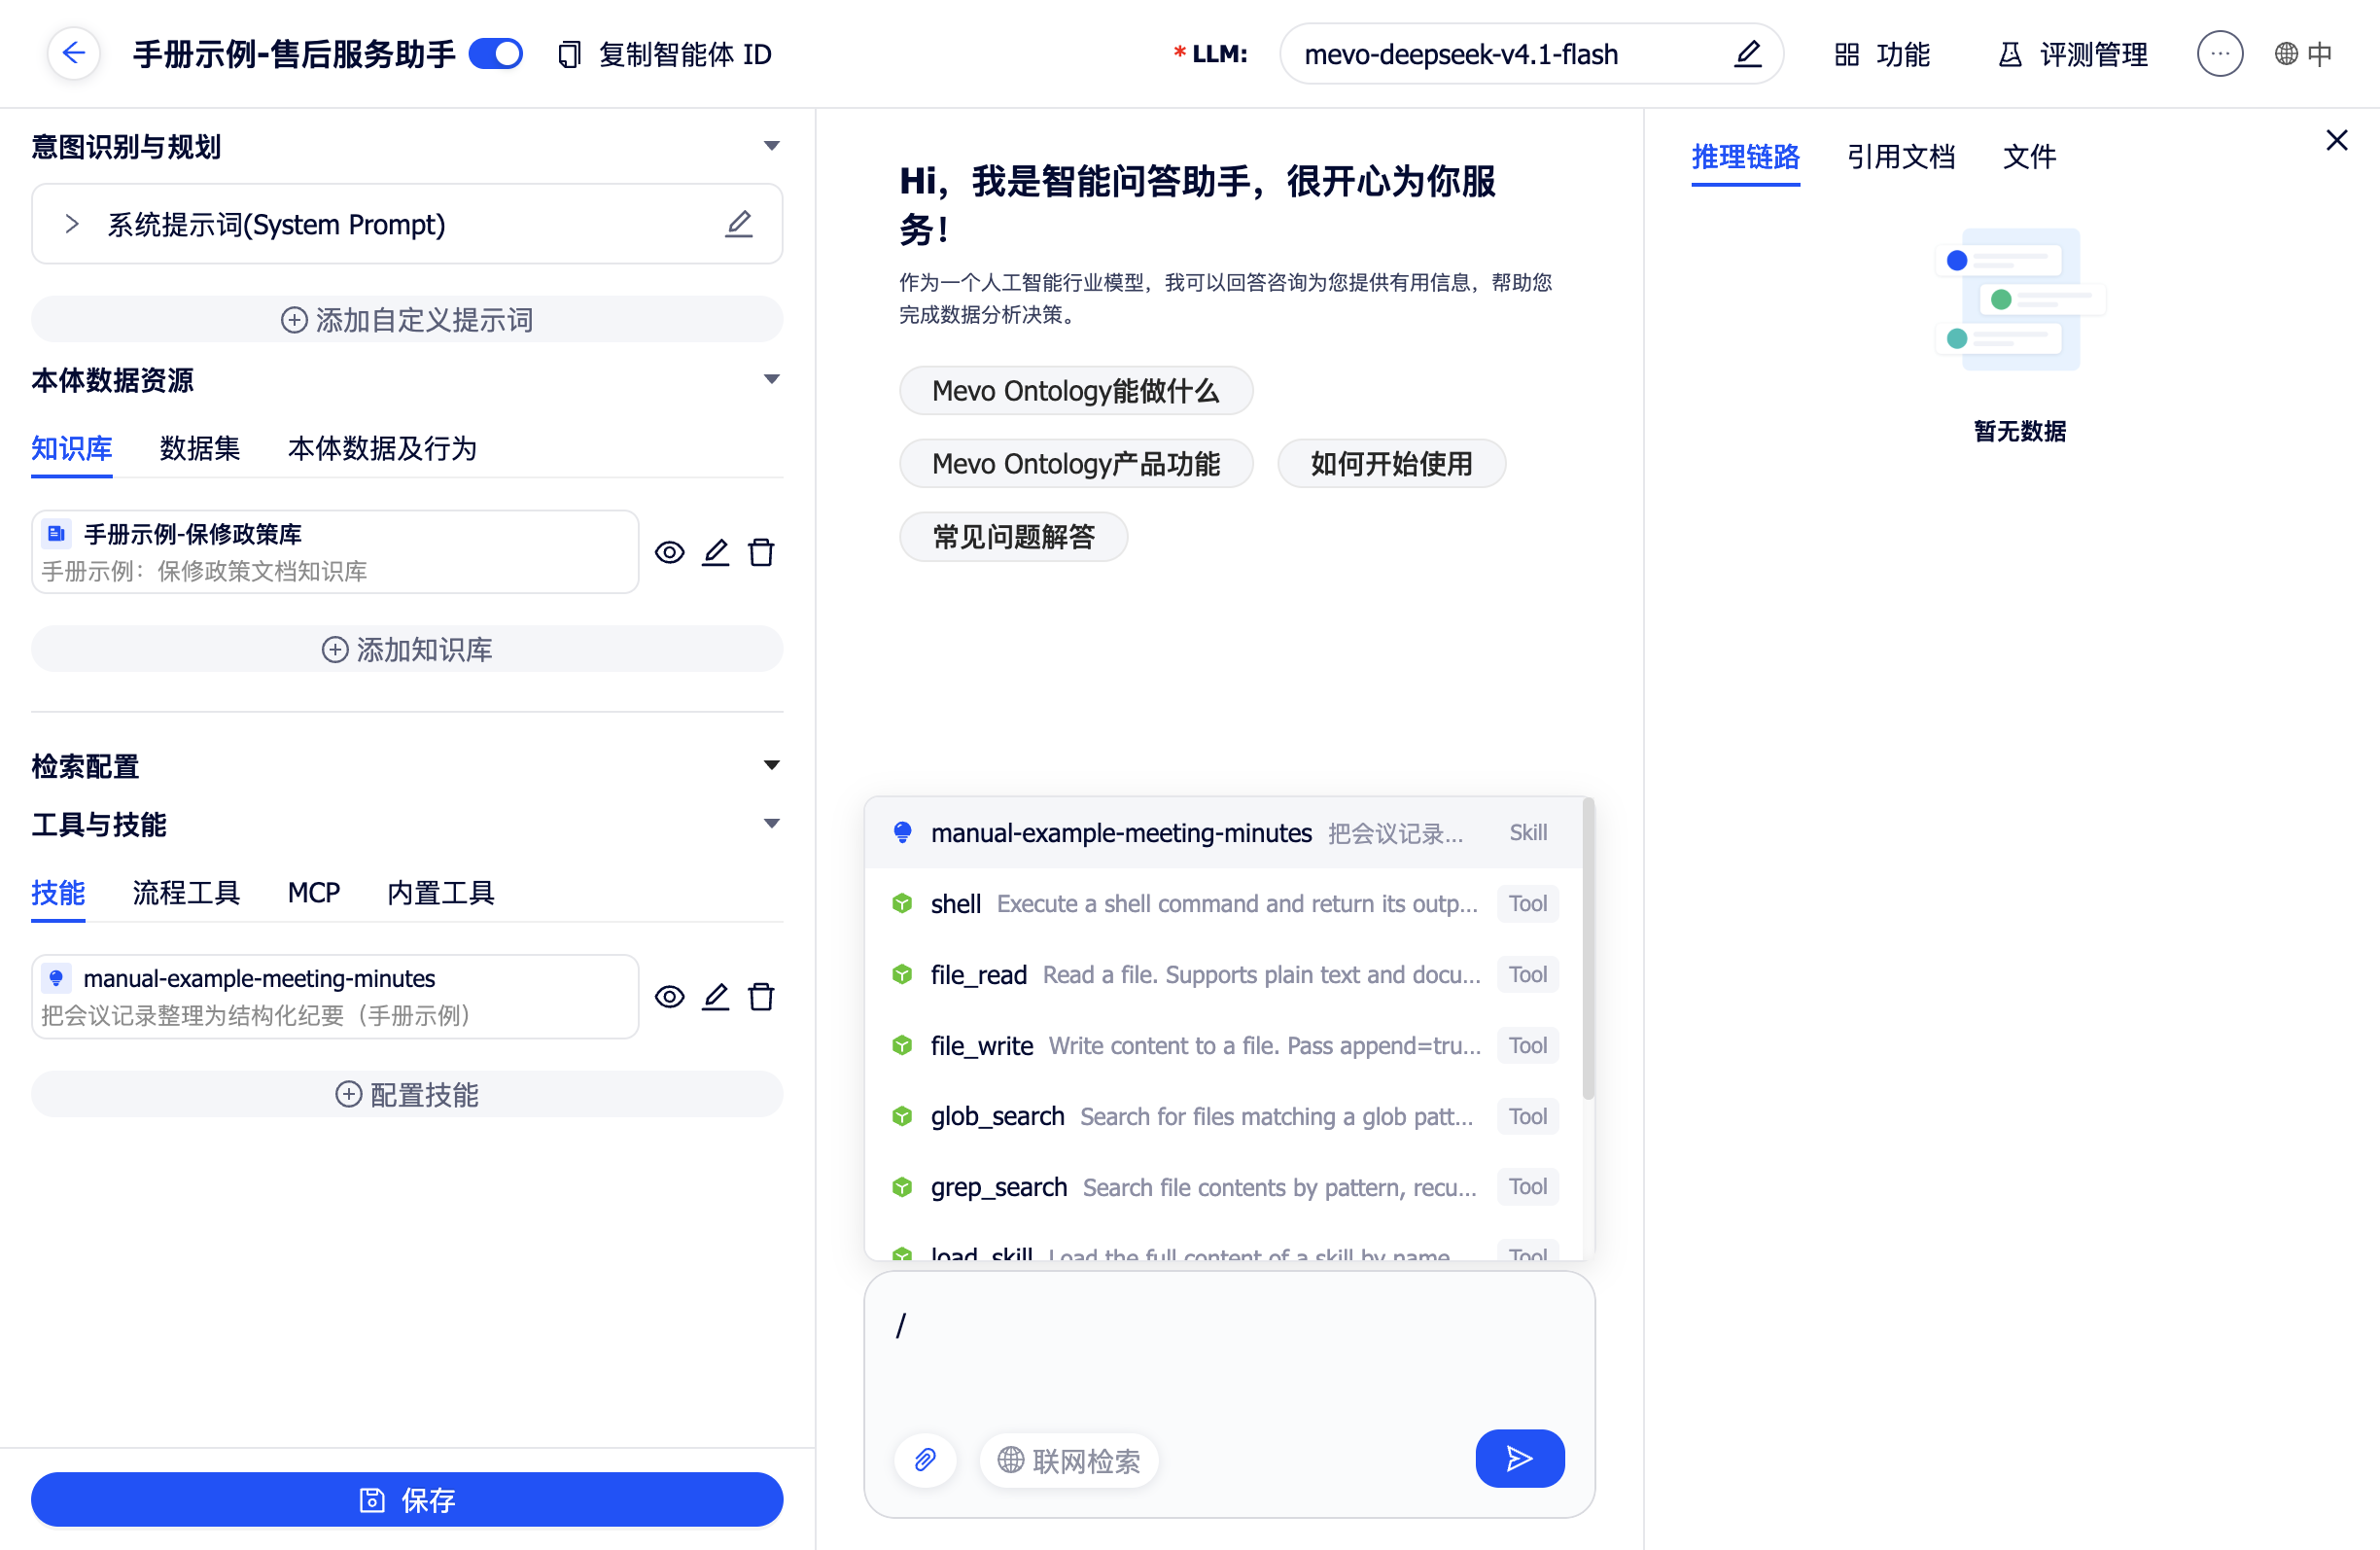 手册示例-售后服务助手
复制智能体 ID
* LLM:
mevo-deepseek-v4.1-flash
功能
评测管理
中
意图识别与规划
系统提示词(System Prompt)
添加自定义提示词
本体数据资源
知识库 数据集 本体数据及行为
手册示例-保修政策库
手册示例：保修政策文档知识库
添加知识库
检索配置
工具与技能
技能 流程工具 MCP 内置工具
manual-example-meeting-minutes
把会议记录整理为结构化纪要（手册示例）
配置技能
保存
Hi，我是智能问答助手，很开心为你服
务！
作为一个人工智能行业模型，我可以回答咨询为您提供有用信息，帮助您
完成数据分析决策。
Mevo Ontology能做什么
Mevo Ontology产品功能 如何开始使用
常见问题解答
manual-example-meeting-minutes 把会议记录... Skill
shell Execute a shell command and return its outp... Tool
file_read Read a file. Supports plain text and docu... Tool
file_write Write content to a file. Pass append=tru... Tool
glob_search Search for files matching a glob patt... Tool
grep_search Search file contents by pattern, recu... Tool
load_skill Load the full content of a skill by name Tool
/
联网检索
推理链路 引用文档 文件
暂无数据